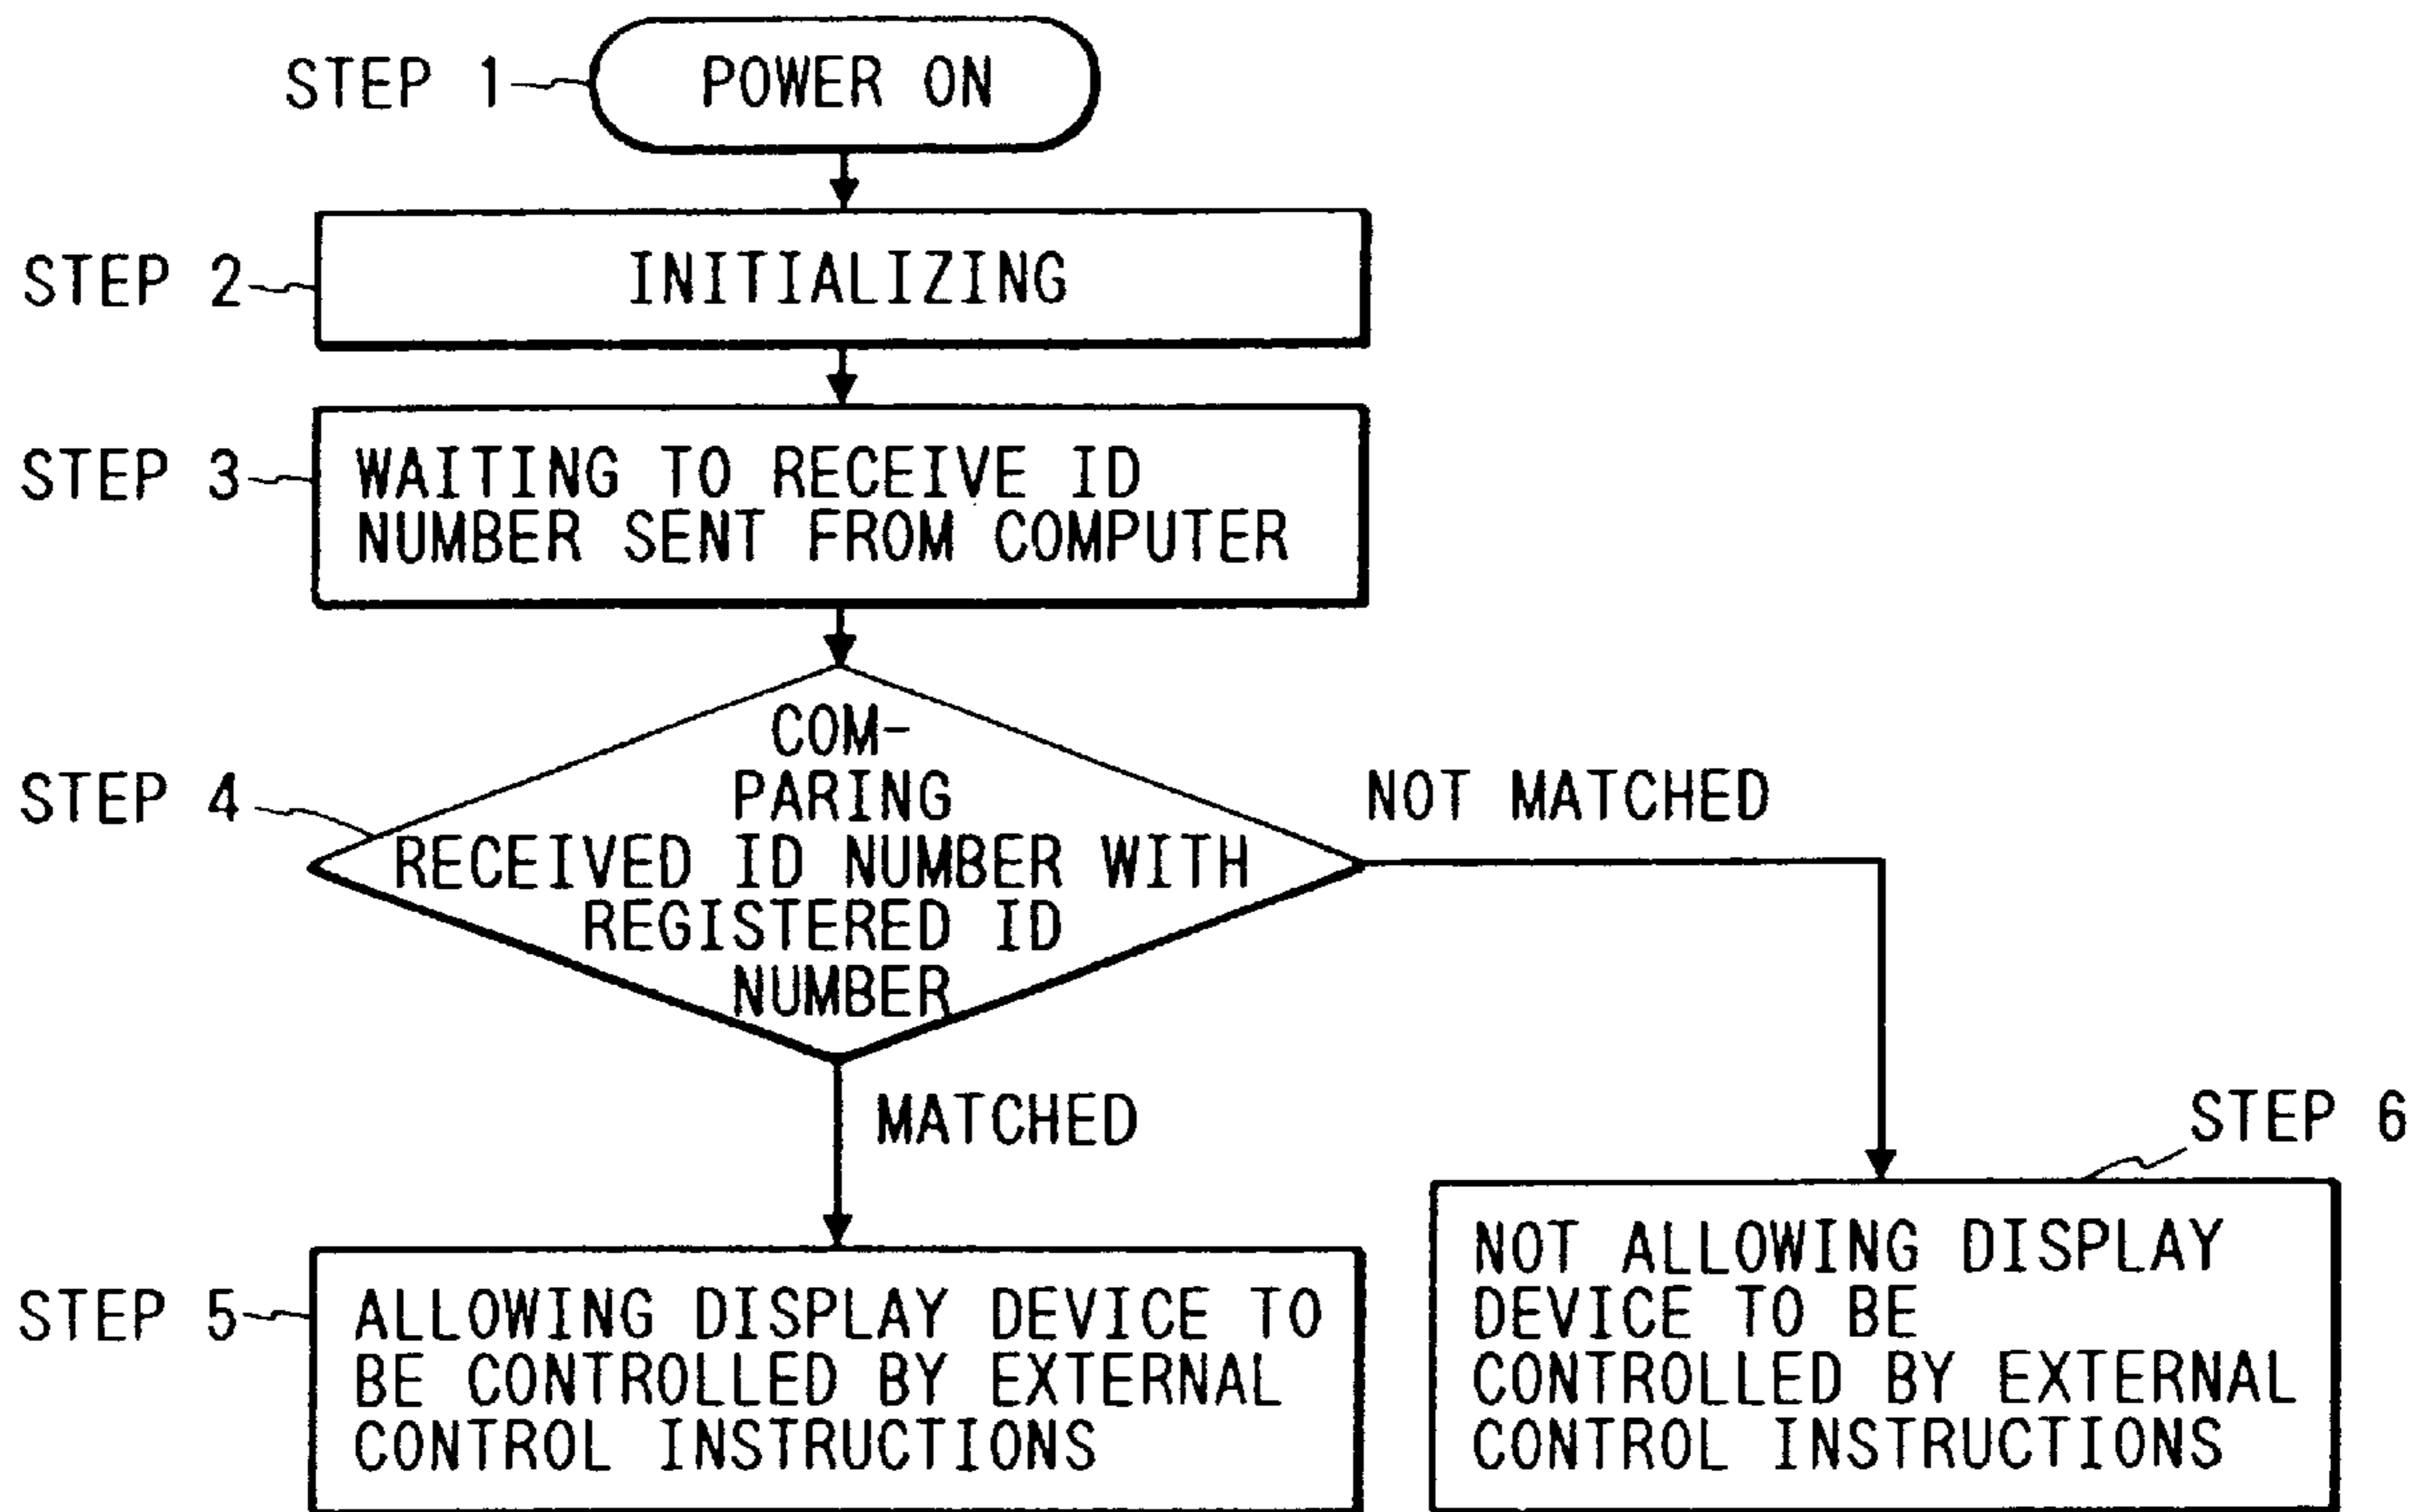 STEP 1
POWER ON
STEP 2
INITIALIZING
STEP 3
WAITING TO RECEIVE ID
NUMBER SENT FROM COMPUTER
STEP 4
COM-
PARING
RECEIVED ID NUMBER WITH
REGISTERED ID
NUMBER
NOT MATCHED
MATCHED
STEP 5
ALLOWING DISPLAY DEVICE TO
BE CONTROLLED BY EXTERNAL
CONTROL INSTRUCTIONS
STEP 6
NOT ALLOWING DISPLAY
DEVICE TO BE
CONTROLLED BY EXTERNAL
CONTROL INSTRUCTIONS